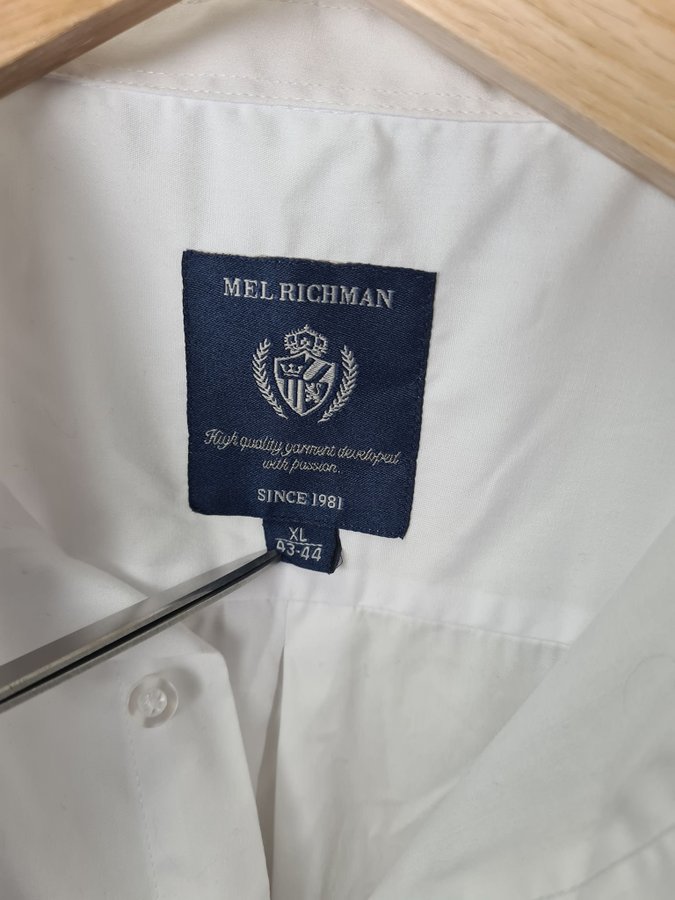 MEL.RICHMAN
High quality garment developed
with passion.
SINCE 1981
XL
43-44